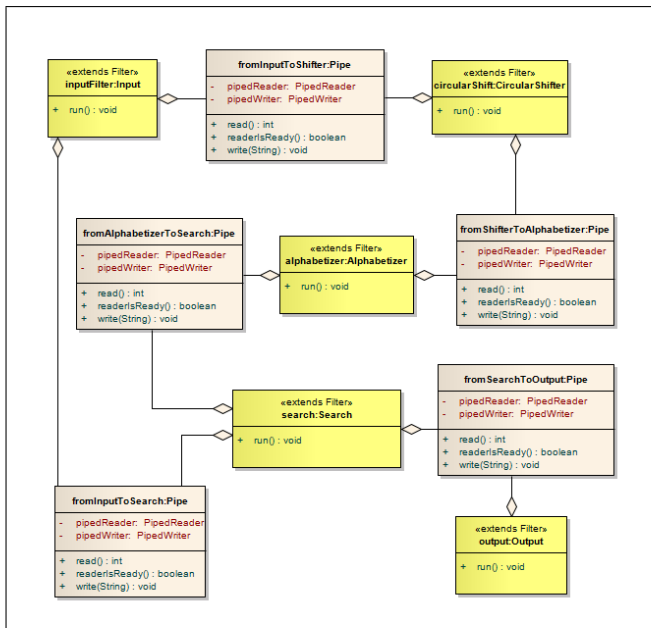 «extends Filter»
inputFilter:Input
+ run() : void
fromInputToShifter:Pipe
- pipedReader: PipedReader
- pipedWriter: PipedWriter
+ read() : int
+ readerIsReady() : boolean
+ write(String) : void
«extends Filter»
circularShift:CircularShifter
+ run() : void
fromAlphabetizerToSearch:Pipe
- pipedReader: PipedReader
- pipedWriter: PipedWriter
+ read() : int
+ readerIsReady() : boolean
+ write(String) : void
«extends Filter»
alphabetizer:Alphabetizer
+ run() : void
fromShifterToAlphabetizer:Pipe
- pipedReader: PipedReader
- pipedWriter: PipedWriter
+ read() : int
+ readerIsReady() : boolean
+ write(String) : void
«extends Filter»
search:Search
+ run() : void
fromSearchToOutput:Pipe
- pipedReader: PipedReader
- pipedWriter: PipedWriter
+ read() : int
+ readerIsReady() : boolean
+ write(String) : void
fromInputToSearch:Pipe
- pipedReader: PipedReader
- pipedWriter: PipedWriter
+ read() : int
+ readerIsReady() : boolean
+ write(String) : void
«extends Filter»
output:Output
+ run() : void